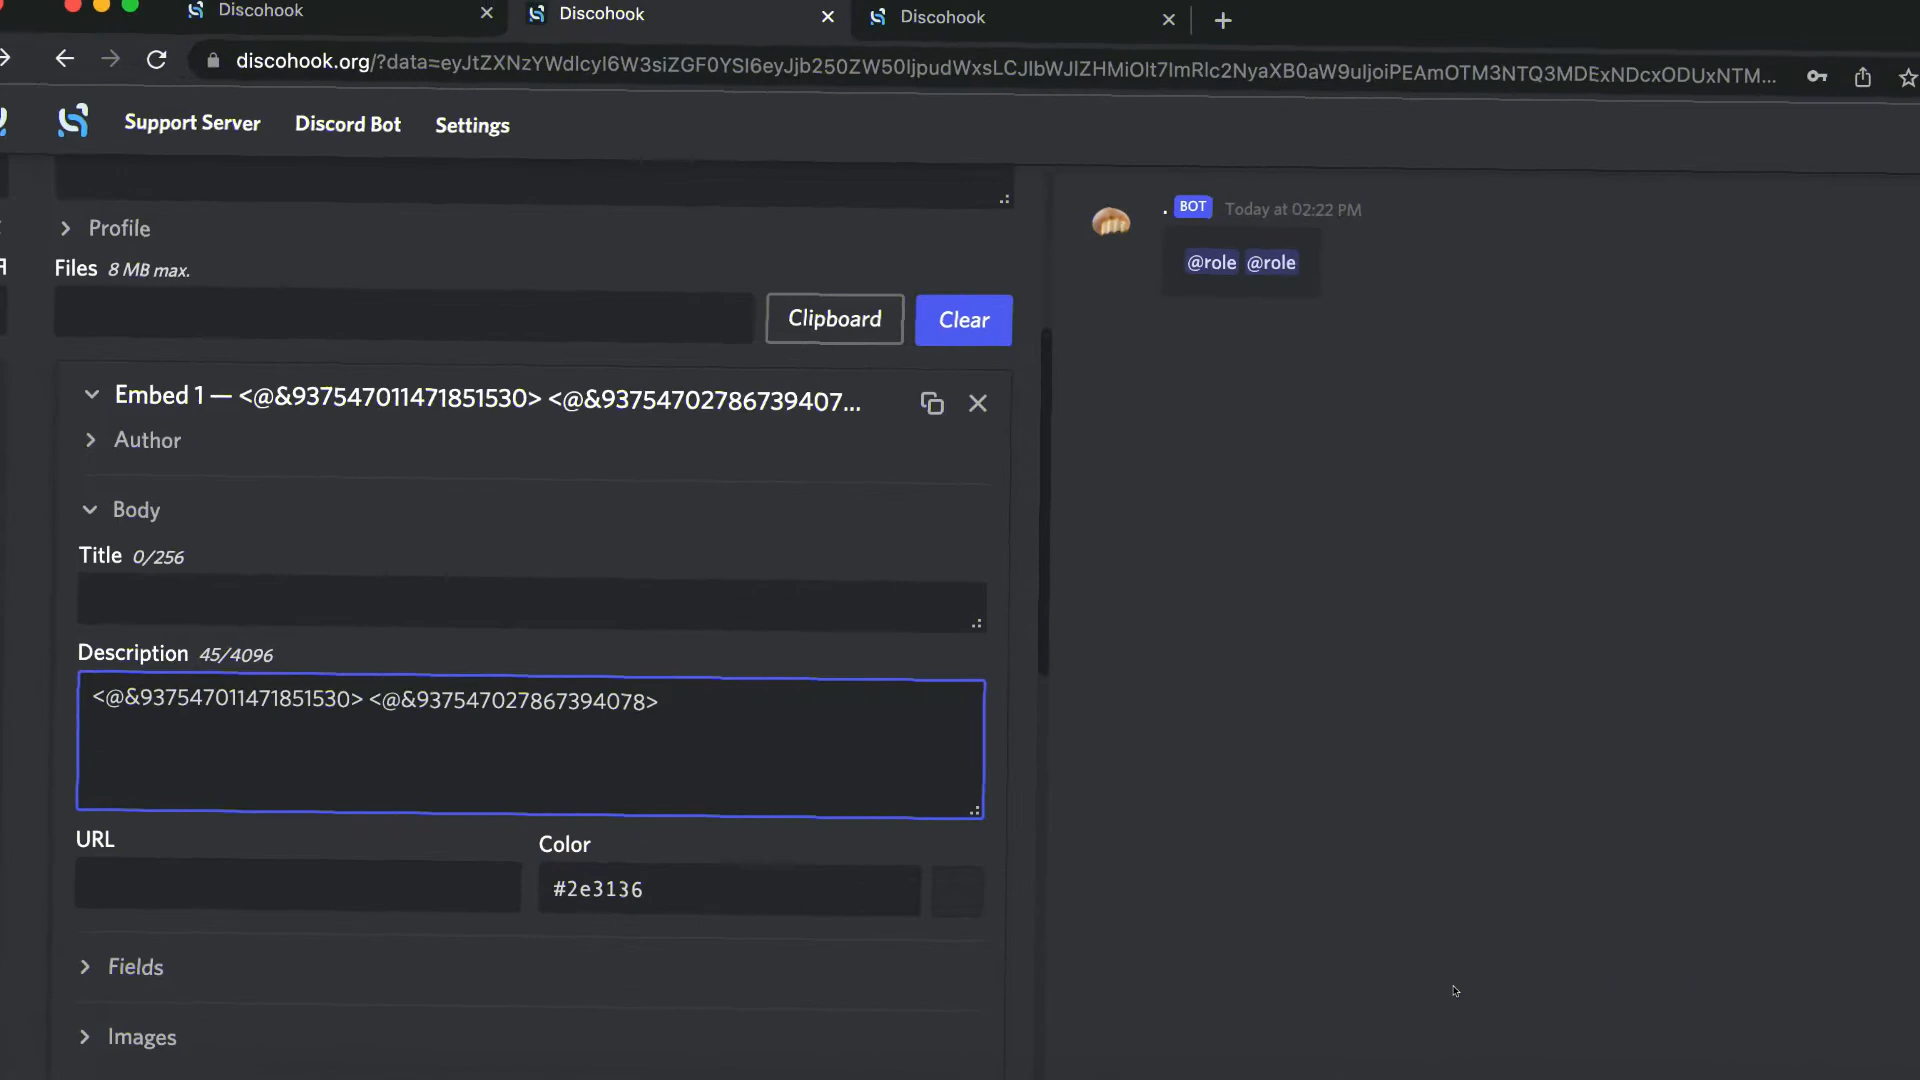 Discohook
Discohook
Discohook
discohook.org/?data=eyJtZXNzYWdlcyI6W3siZGF0YSI6eyJjb250ZW50IjpudWxsLCJlbWJlZHMiOlt7ImRlc2NyaXB0aW9uIjoiPEAmOTM3NTQ3MDExNDcxODUxNTM...
Support Server
Discord Bot
Settings
. BOT Today at 02:22 PM
@role @role
Profile
Files 8 MB max.
Clipboard
Clear
Embed 1 — <@&937547011471851530> <@&93754702786739407...
Author
Body
Title 0/256
Description 45/4096
<@&937547011471851530> <@&937547027867394078>
URL
Color
#2e3136
Fields
Images